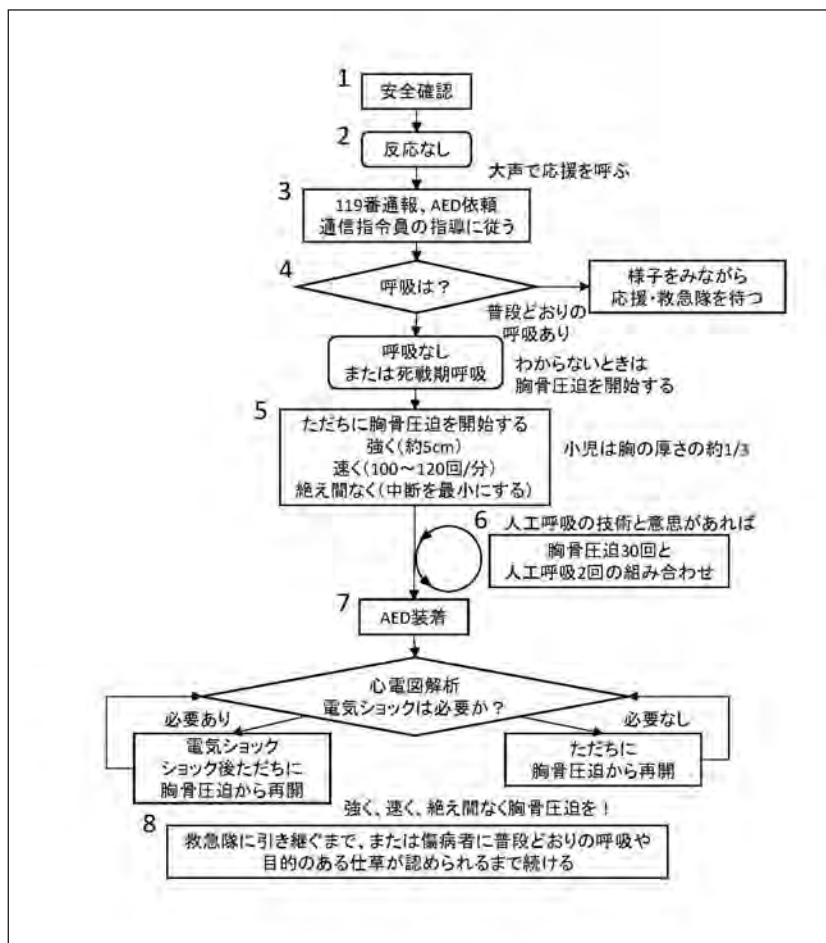 1
安全確認
2
反応なし
大声で応援を呼ぶ
3
119番通報、AED依頼
通信指令員の指導に従う
4
呼吸は？
様子をみながら
応援・救急隊を待つ
普段どおりの
呼吸あり
呼吸なし
または死戦期呼吸
わからないときは
胸骨圧迫を開始する
5
ただちに胸骨圧迫を開始する
強く(約5cm)
速く(100～120回/分)
絶え間なく(中断を最小にする)
小児は胸の厚さの約1/3
6
人工呼吸の技術と意思があれば
胸骨圧迫30回と
人工呼吸2回の組み合わせ
7
AED装着
心電図解析
電気ショックは必要か？
必要あり
必要なし
電気ショック
ショック後ただちに
胸骨圧迫から再開
ただちに
胸骨圧迫から再開
強く、速く、絶え間なく胸骨圧迫を！
8
救急隊に引き継ぐまで、または傷病者に普段どおりの呼吸や
目的のある仕草が認められるまで続ける